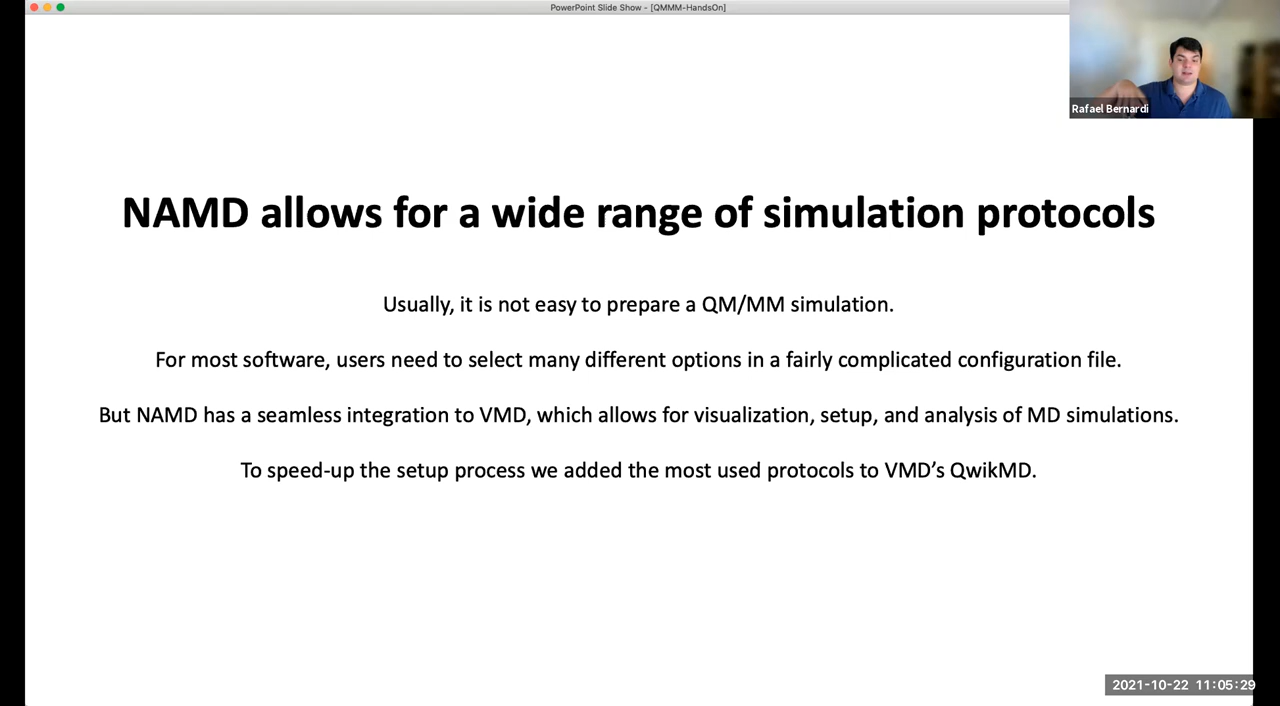 PowerPoint Slide Show - [QMMM-HandsOn]
Rafael Bernardi
NAMD allows for a wide range of simulation protocols
Usually, it is not easy to prepare a QM/MM simulation.
For most software, users need to select many different options in a fairly complicated configuration file.
But NAMD has a seamless integration to VMD, which allows for visualization, setup, and analysis of MD simulations.
To speed-up the setup process we added the most used protocols to VMD’s QwikMD.
2021-10-22 11:05:29